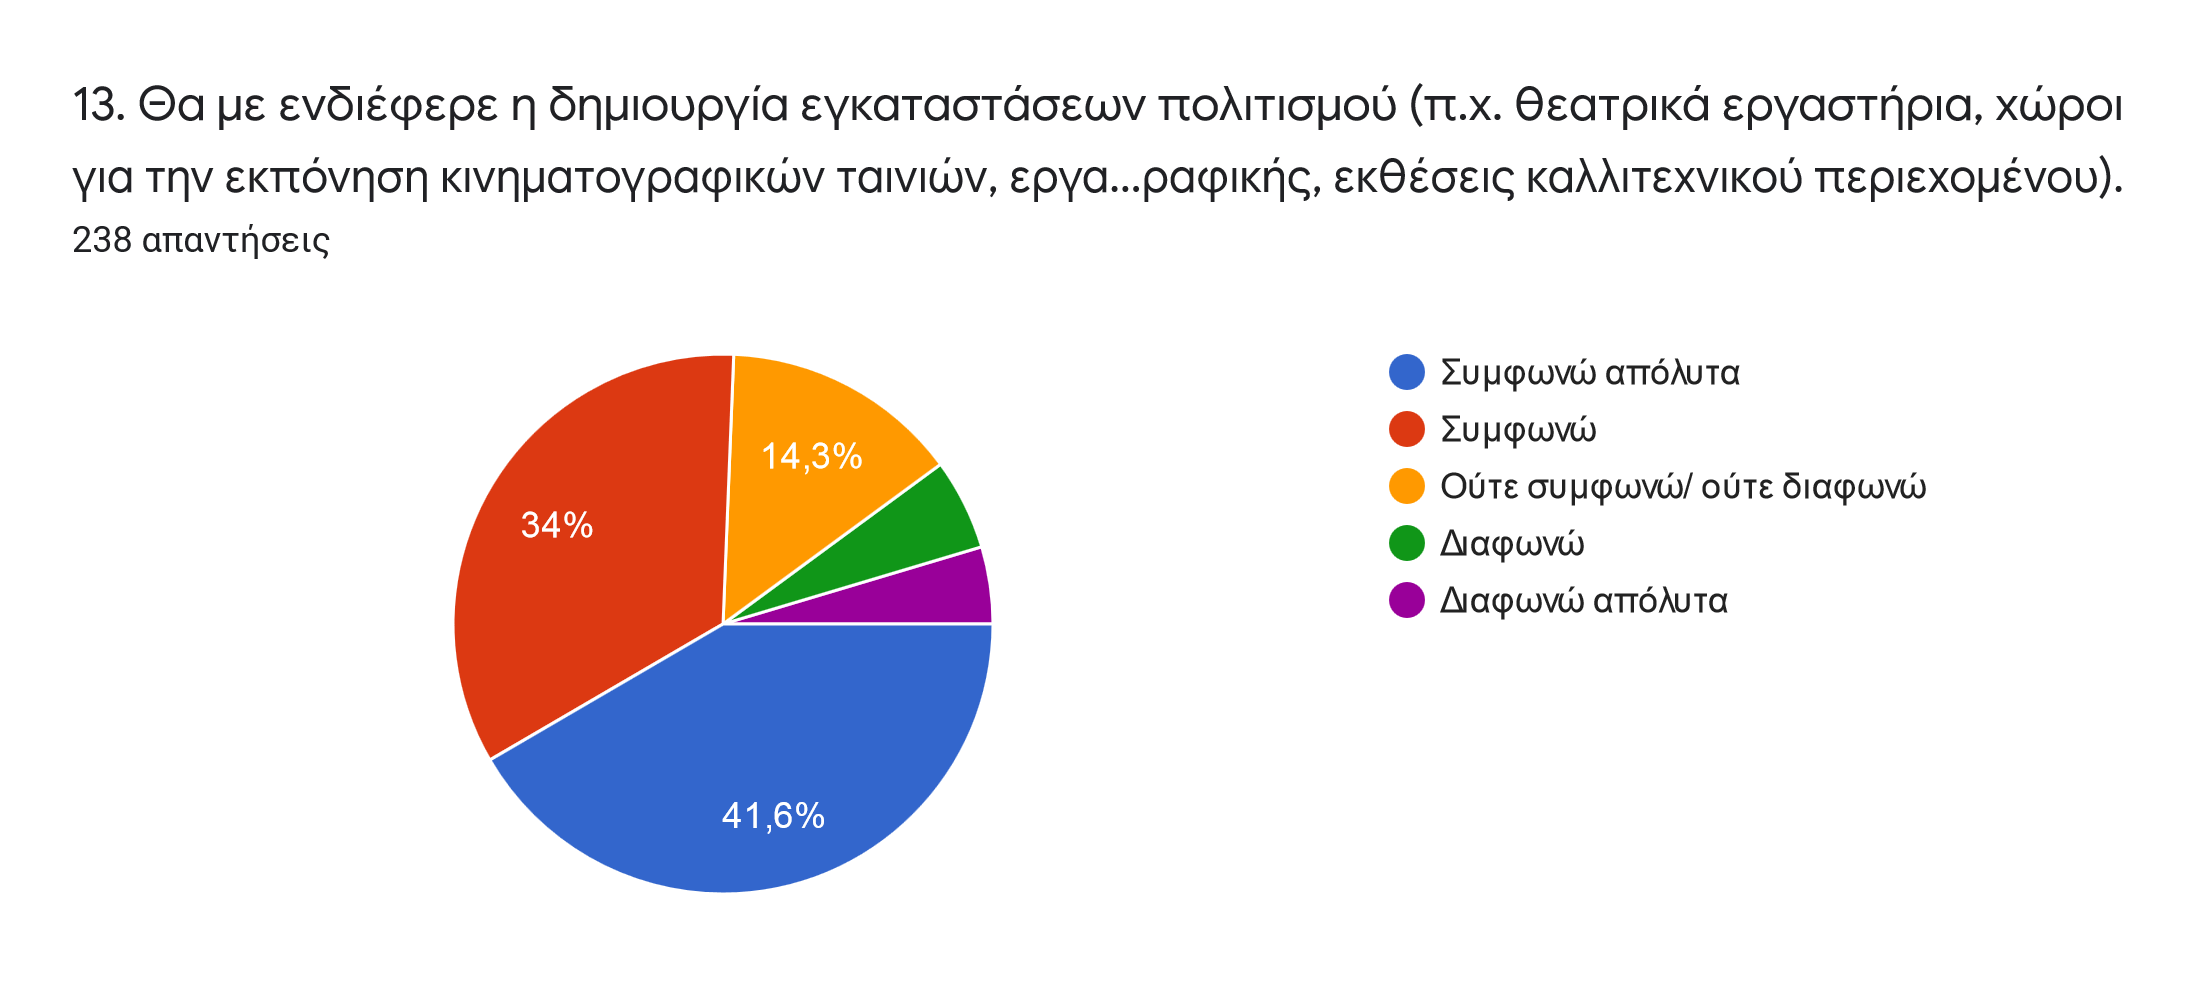 13. Θα με ενδιέφερε η δημιουργία εγκαταστάσεων πολιτισμού (π.χ. θεατρικά εργαστήρια, χώροι
για την εκπόνηση κινηματογραφικών ταινιών, εργα...ραφικής, εκθέσεις καλλιτεχνικού περιεχομένου).
238 απαντήσεις
14,3%
34%
41,6%
Συμφωνώ απόλυτα
Συμφωνώ
Ούτε συμφωνώ/ ούτε διαφωνώ
Διαφωνώ
Διαφωνώ απόλυτα